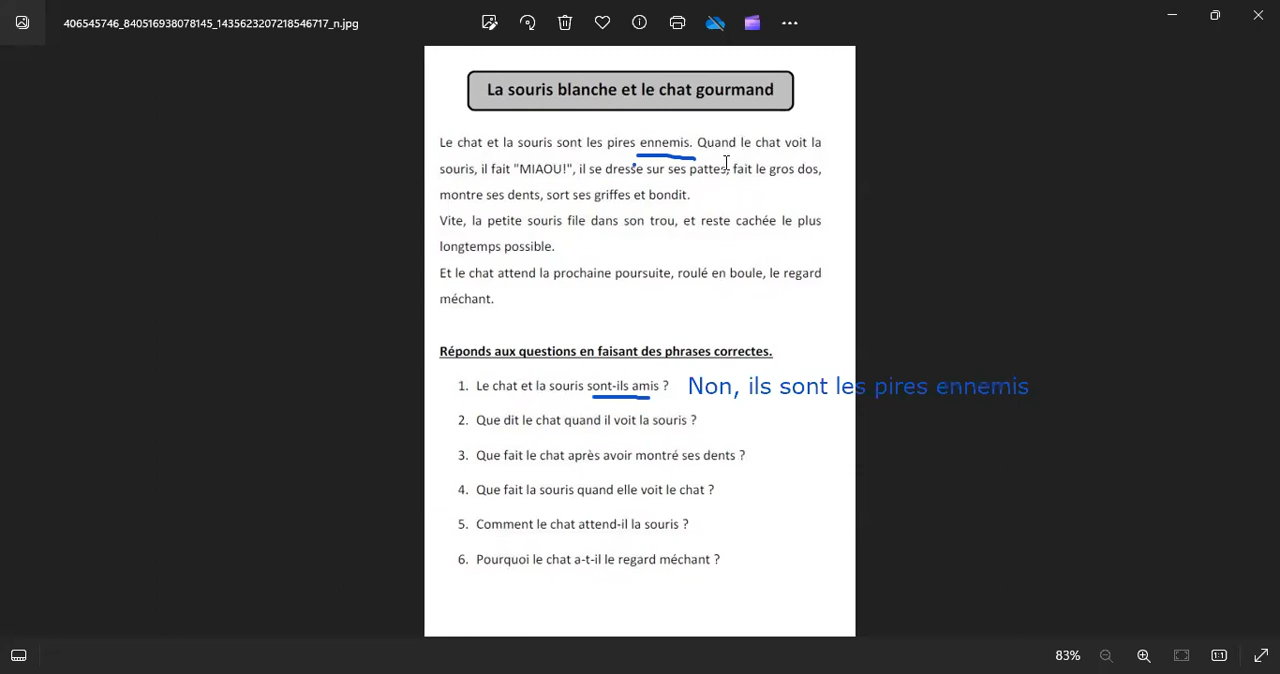 406545746_840516938078145_1435623207218546717_n.jpg
La souris blanche et le chat gourmand
Le chat et la souris sont les pires ennemis. Quand le chat voit la
souris, il fait "MIAOU!", il se dresse sur ses pattes, fait le gros dos,
montre ses dents, sort ses griffes et bondit.
Vite, la petite souris file dans son trou, et reste cachée le plus
longtemps possible.
Et le chat attend la prochaine poursuite, roulé en boule, le regard
méchant.
Réponds aux questions en faisant des phrases correctes.
1. Le chat et la souris sont-ils amis ? Non, ils sont les pires ennemis
2. Que dit le chat quand il voit la souris ?
3. Que fait le chat après avoir montré ses dents ?
4. Que fait la souris quand elle voit le chat ?
5. Comment le chat attend-il la souris ?
6. Pourquoi le chat a-t-il le regard méchant ?
83%
1:1